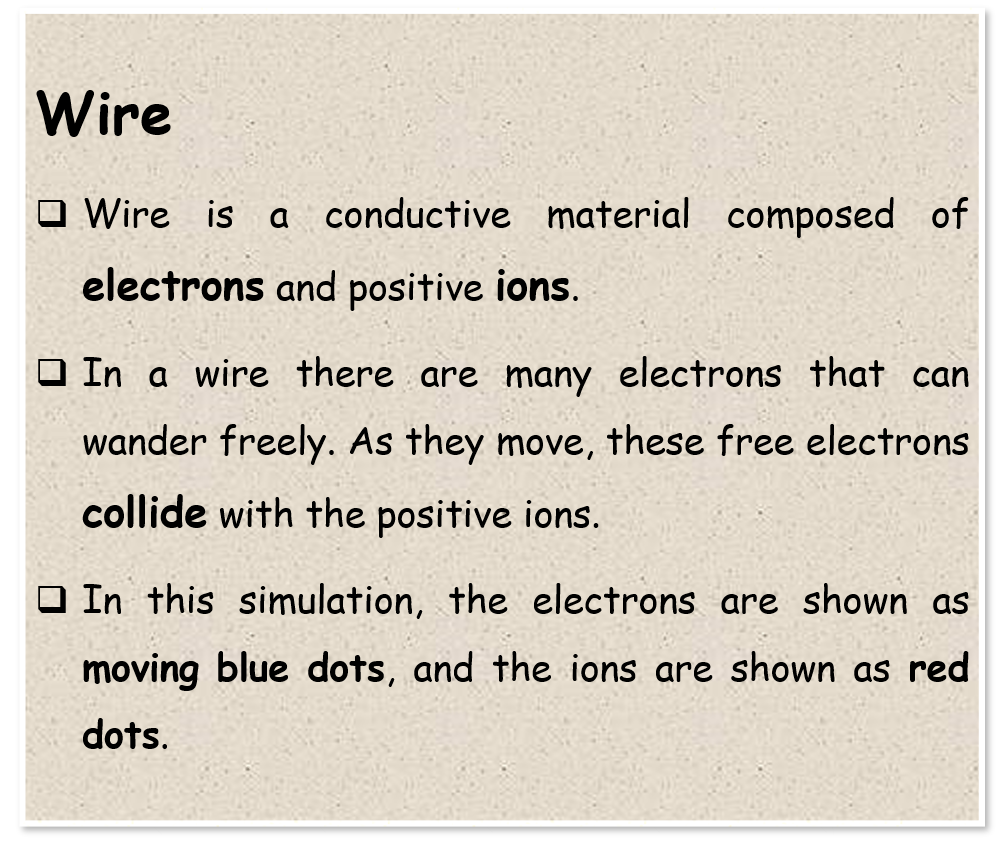 Wire
❑ Wire is a conductive material composed of
electrons and positive ions.
❑ In a wire there are many electrons that can
wander freely. As they move, these free electrons
collide with the positive ions.
❑ In this simulation, the electrons are shown as
moving blue dots, and the ions are shown as red
dots.